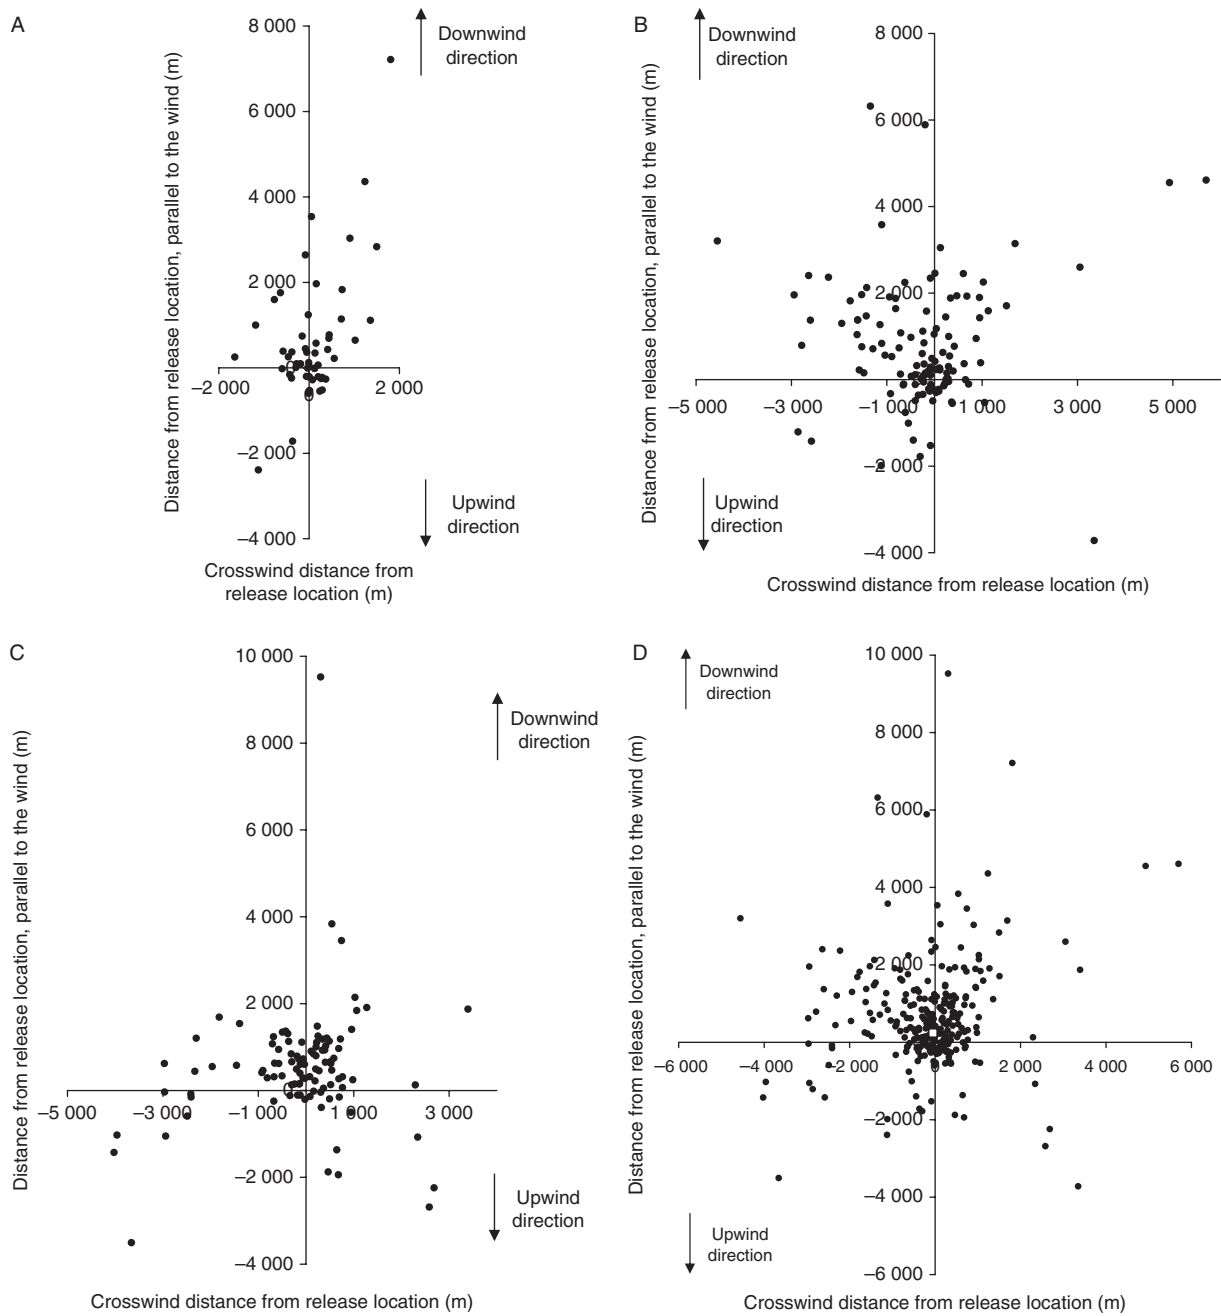 A
Distance from release location, parallel to the wind (m)
8 000
6 000
4 000
2 000
0
–2 000
–4 000
–2 000
0
2 000
Downwind
direction
Upwind
direction
Crosswind distance from
release location (m)
B
Distance from release location, parallel to the wind (m)
8 000
6 000
4 000
2 000
–2 000
–4 000
–5 000
–3 000
–1 000
1 000
3 000
5 000
Downwind
direction
Upwind
direction
Crosswind distance from release location (m)
C
Distance from release location, parallel to the wind (m)
10 000
8 000
6 000
4 000
2 000
0
–2 000
–4 000
–5 000
–3 000
–1 000
1 000
3 000
Downwind
direction
Upwind
direction
Crosswind distance from release location (m)
D
Distance from release location, parallel to the wind (m)
10 000
8 000
6 000
4 000
2 000
–2 000
–4 000
–6 000
–6 000
–4 000
–2 000
0
2 000
4 000
6 000
Downwind
direction
Upwind
direction
Crosswind distance from release location (m)